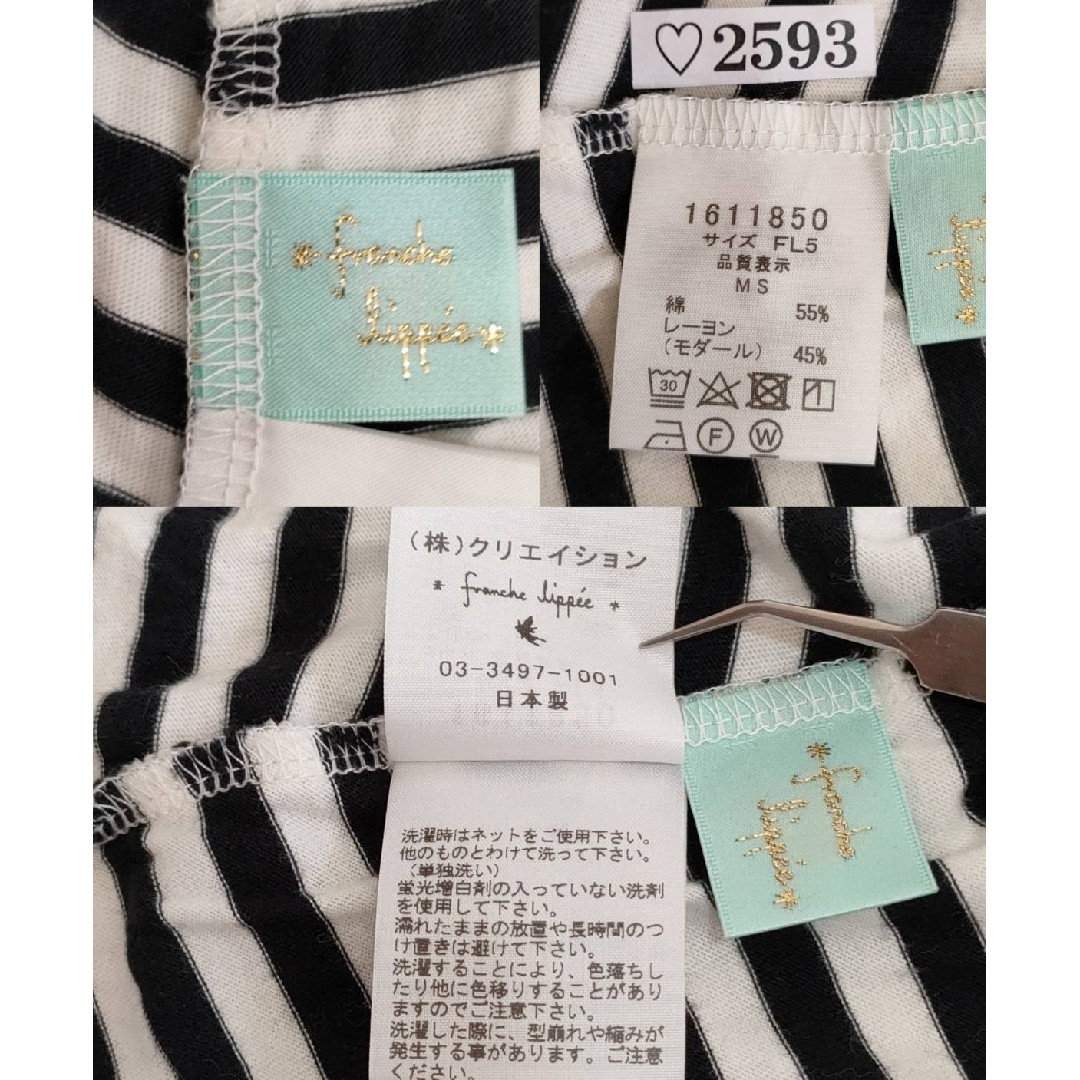 * franche
lippée *
♡2593
1611850
サイズ FL5
品質表示
MS
綿 55%
レーヨン
(モダール) 45%
30
F W
(株)クリエイション
* franche lippée *
03-3497-1001
日本製
* franche
lippée *
洗濯時はネットをご使用下さい。
他のものとわけて洗って下さい。
(単独洗い)
蛍光増白剤の入っていない洗剤
を使用して下さい。
濡れたままの放置や長時間のつ
け置きは避けて下さい。
洗濯することにより、色落ちし
たり他に色移りすることがあり
ますのでご注意下さい。
洗濯した際に、型崩れや縮みが
発生する事があります。ご注意
ください。